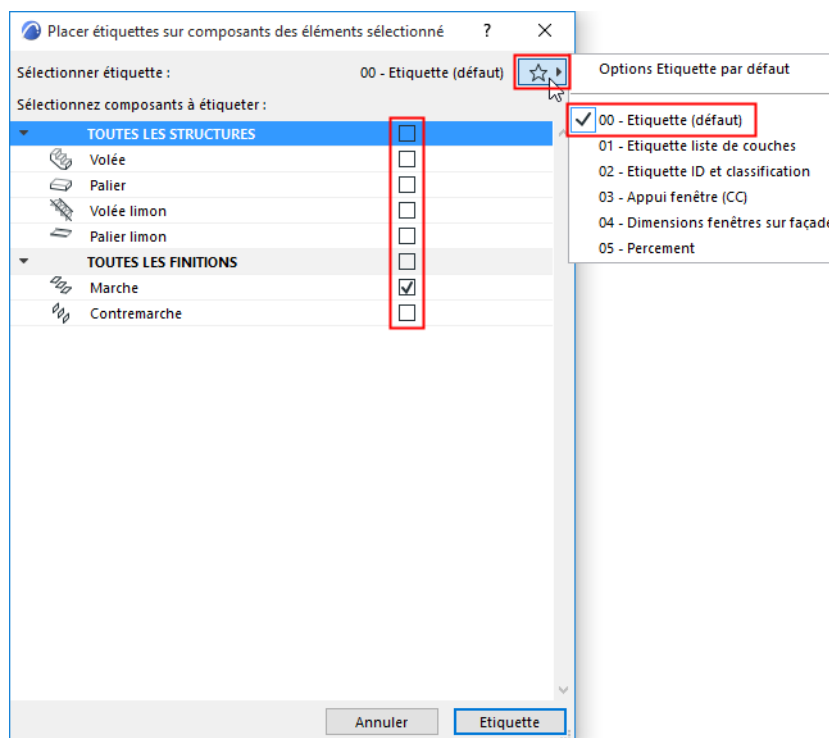 Placer étiquettes sur composants des éléments sélectionné ?
Sélectionner étiquette : 00 - Etiquette (défaut)
Sélectionnez composants à étiqueter :
TOUTES LES STRUCTURES
Volée
Palier
Volée limon
Palier limon
TOUTES LES FINITIONS
Marche
Contremarche
Annuler Etiquette
Options Etiquette par défaut
00 - Etiquette (défaut)
01 - Etiquette liste de couches
02 - Etiquette ID et classification
03 - Appui fenêtre (CC)
04 - Dimensions fenêtres sur façade
05 - Percement